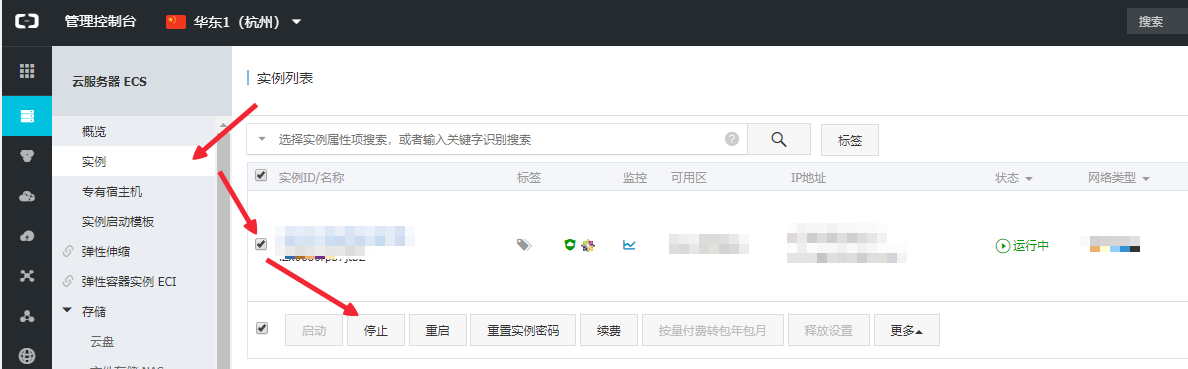 管理控制台 华东1（杭州） 搜索
云服务器 ECS
概览
实例
专有宿主机
实例启动模板
弹性伸缩
弹性容器实例 ECI
存储
云盘
实例列表
选择实例属性项搜索，或者输入关键字识别搜索 标签
实例ID/名称 标签 监控 可用区 IP地址 状态 网络类型
运行中
启动 停止 重启 重置实例密码 续费 按量付费转包年包月 释放设置 更多